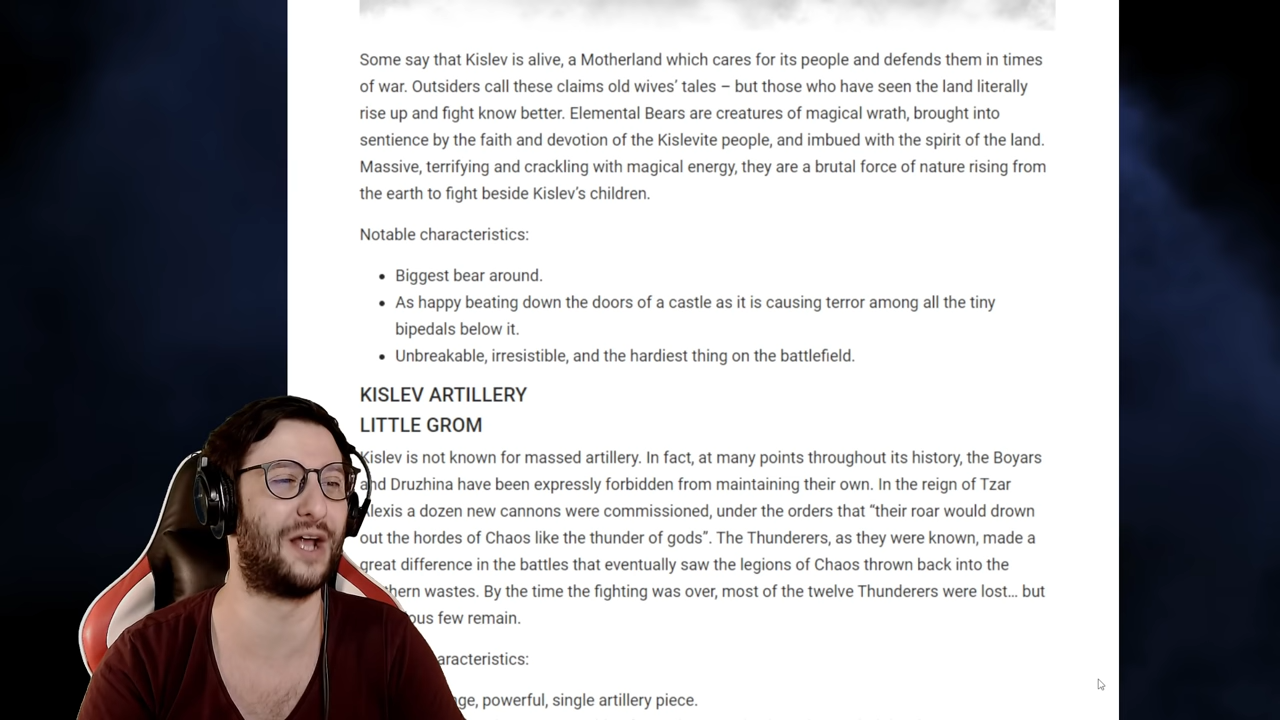 Some say that Kislev is alive, a Motherland which cares for its people and defends them in times
of war. Outsiders call these claims old wives’ tales – but those who have seen the land literally
rise up and fight know better. Elemental Bears are creatures of magical wrath, brought into
sentience by the faith and devotion of the Kislevite people, and imbued with the spirit of the land.
Massive, terrifying and crackling with magical energy, they are a brutal force of nature rising from
the earth to fight beside Kislev’s children.
Notable characteristics:
• Biggest bear around.
• As happy beating down the doors of a castle as it is causing terror among all the tiny
bipedals below it.
• Unbreakable, irresistible, and the hardiest thing on the battlefield.
KISLEV ARTILLERY
LITTLE GROM
Kislev is not known for massed artillery. In fact, at many points throughout its history, the Boyars
and Druzhina have been expressly forbidden from maintaining their own. In the reign of Tzar
Alexis a dozen new cannons were commissioned, under the orders that “their roar would drown
out the hordes of Chaos like the thunder of gods”. The Thunderers, as they were known, made a
great difference in the battles that eventually saw the legions of Chaos thrown back into the
wastes. By the time the fighting was over, most of the twelve Thunderers were lost… but
few remain.
powerful, single artillery piece.